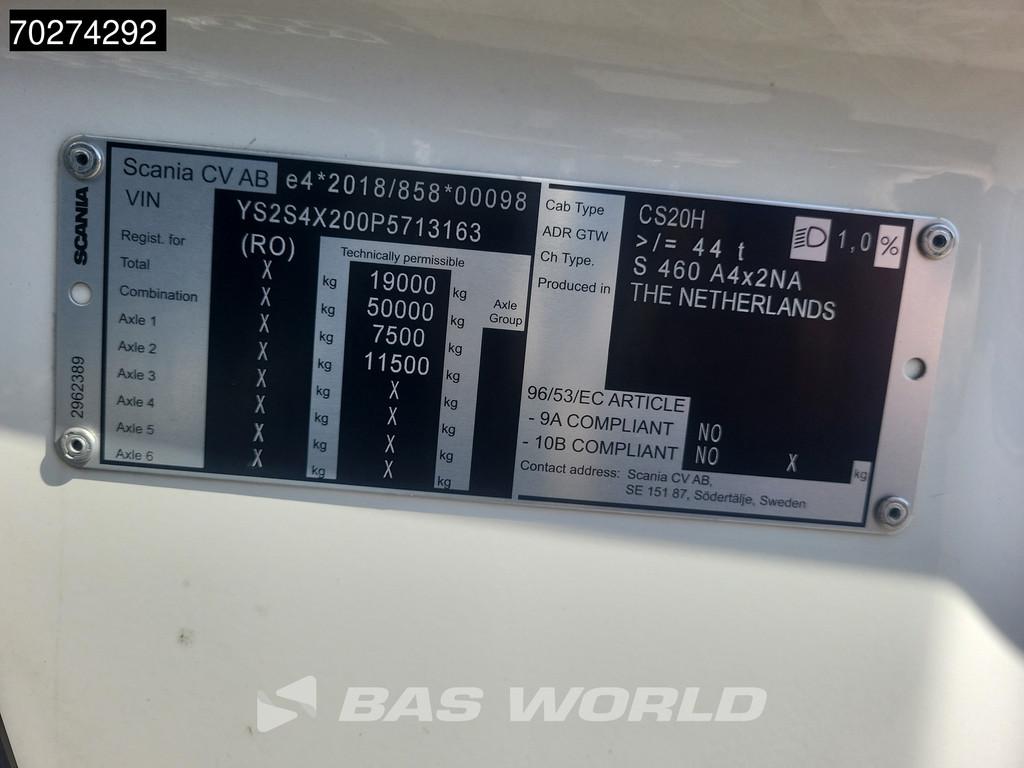 70274292
SCANIA
2962389
Scania CV AB e4*2018/858*00098
VIN YS2S4X200P5713163
Regist. for (RO) Technically permissible
Total X kg 19000 kg Axle Group
Combination X kg 50000 kg
Axle 1 X kg 7500 kg
Axle 2 X kg 11500 kg
Axle 3 X kg X kg
Axle 4 X kg X kg
Axle 5 X kg X kg
Axle 6 X kg X kg
Cab Type CS20H 1,0 %
ADR GTW >/= 44 t
Ch Type. S 460 A4x2NA
Produced in THE NETHERLANDS
96/53/EC ARTICLE
- 9A COMPLIANT NO
- 10B COMPLIANT NO X kg
Contact address: Scania CV AB,
SE 151 87, Södertälje, Sweden
BAS WORLD